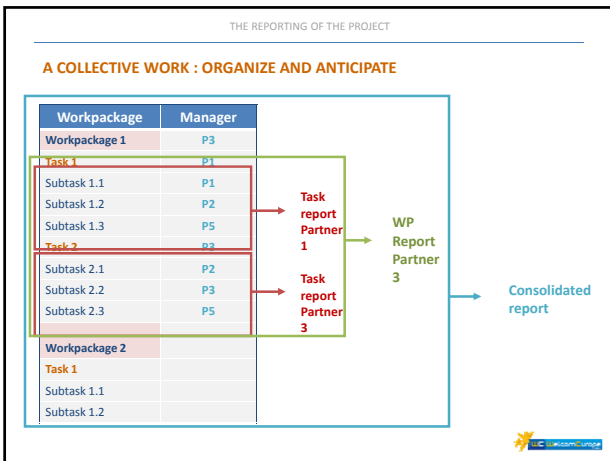 THE REPORTING OF THE PROJECT
A COLLECTIVE WORK : ORGANIZE AND ANTICIPATE
Workpackage Manager
Workpackage 1 P3
Task 1 P1
Subtask 1.1 P1
Subtask 1.2 P2
Subtask 1.3 P5
Task 2 P3
Subtask 2.1 P2
Subtask 2.2 P3
Subtask 2.3 P5
Workpackage 2
Task 1
Subtask 1.1
Subtask 1.2
Task
report
Partner
1
Task
report
Partner
3
WP
Report
Partner
3
Consolidated
report
WC WelcomEurope